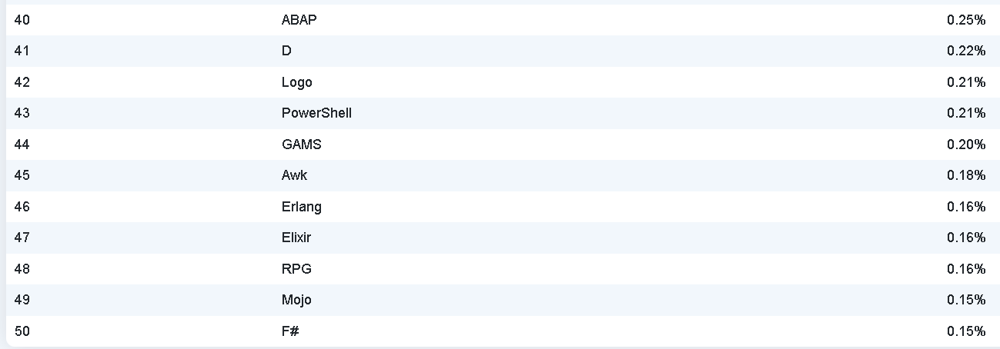 40 ABAP 0.25%
41 D 0.22%
42 Logo 0.21%
43 PowerShell 0.21%
44 GAMS 0.20%
45 Awk 0.18%
46 Erlang 0.16%
47 Elixir 0.16%
48 RPG 0.16%
49 Mojo 0.15%
50 F# 0.15%